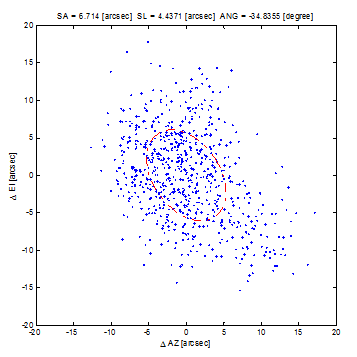 SA = 6.714 [arcsec] SL = 4.4371 [arcsec] ANG = -34.8355 [degree]
20
15
10
5
0
-5
-10
-15
-20
Δ El [arcsec]
-20 -15 -10 -5 0 5 10 15 20
Δ AZ [arcsec]